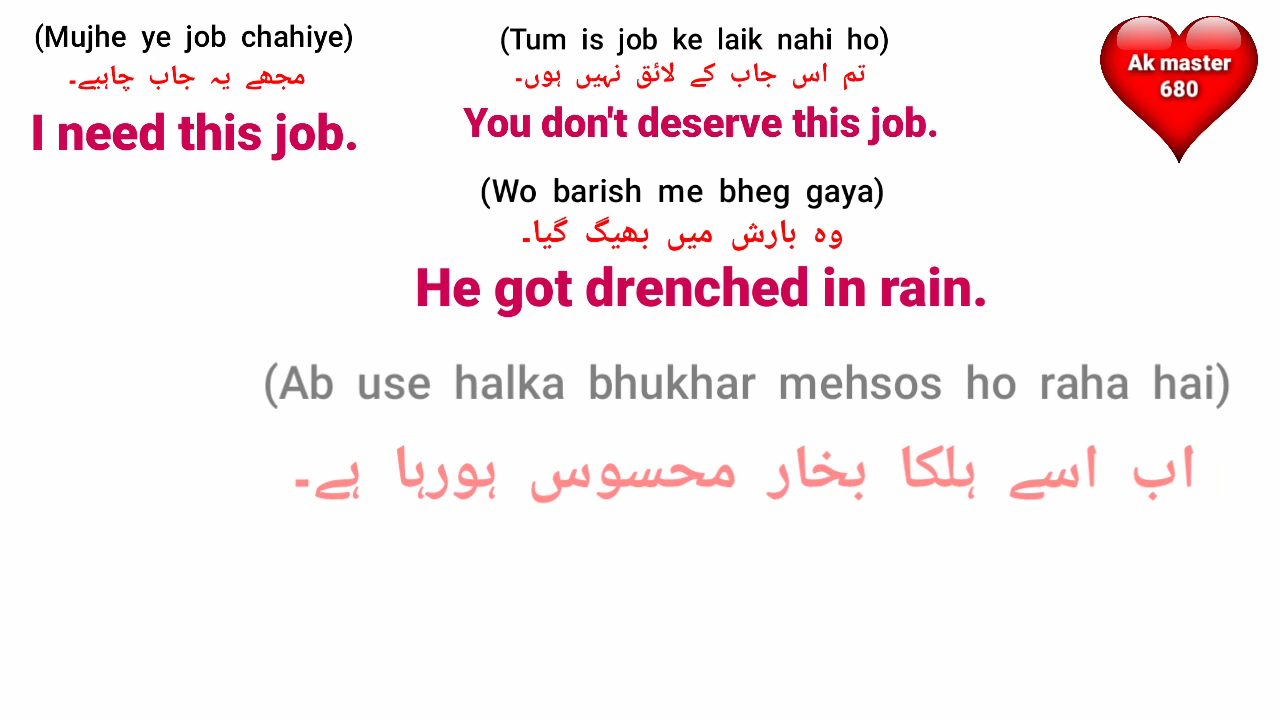 (Mujhe ye job chahiye)
مجھے یہ جاب چاہیے۔
I need this job.
(Tum is job ke laik nahi ho)
تم اس جاب کے لائق نہیں ہوں۔
You don't deserve this job.
Ak master
680
(Wo barish me bheg gaya)
وہ بارش میں بھیگ گیا۔
He got drenched in rain.
(Ab use halka bhukhar mehsos ho raha hai)
اب اسے ہلکا بخار محسوس ہورہا ہے۔